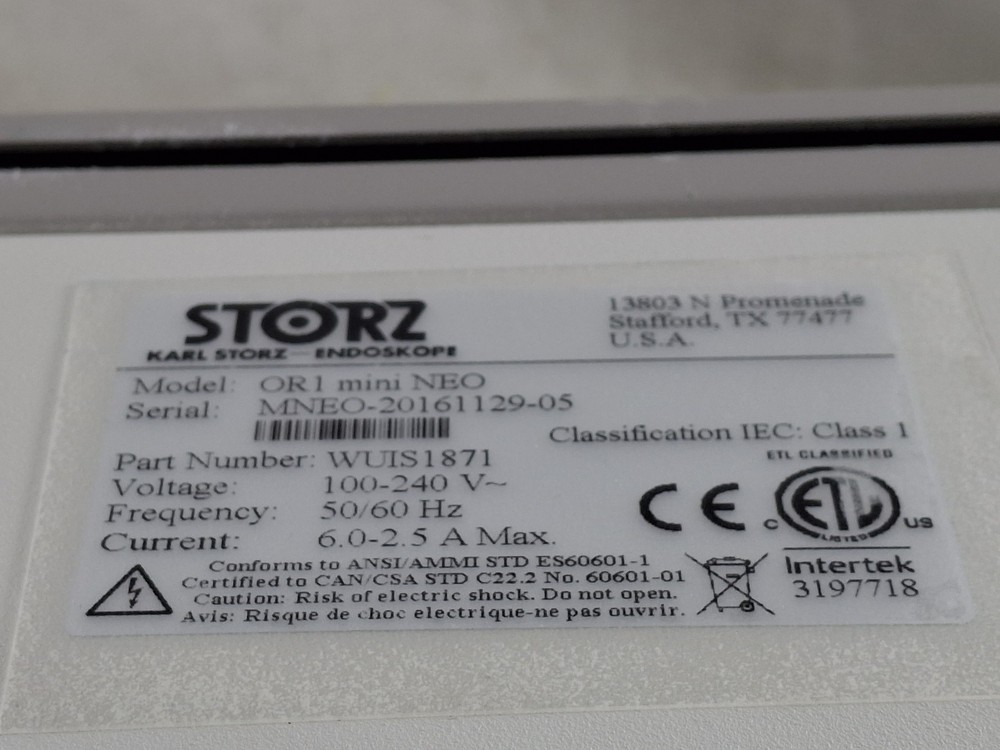 STORZ
KARL STORZ — ENDOSKOPE
13803 N Promenade
Stafford, TX 77477
U.S.A.
Model: OR1 mini NEO
Serial: MNEO-20161129-05
Classification IEC: Class 1
Part Number: WUIS1871
Voltage: 100-240 V~
Frequency: 50/60 Hz
Current: 6.0-2.5 A Max.
ETL CLASSIFIED
CE
c ETL us
LISTED
Intertek
3197718
Conforms to ANSI/AMMI STD ES60601-1
Certified to CAN/CSA STD C22.2 No. 60601-01
Caution: Risk of electric shock. Do not open.
Avis: Risque de choc electrique-ne pas ouvrir.